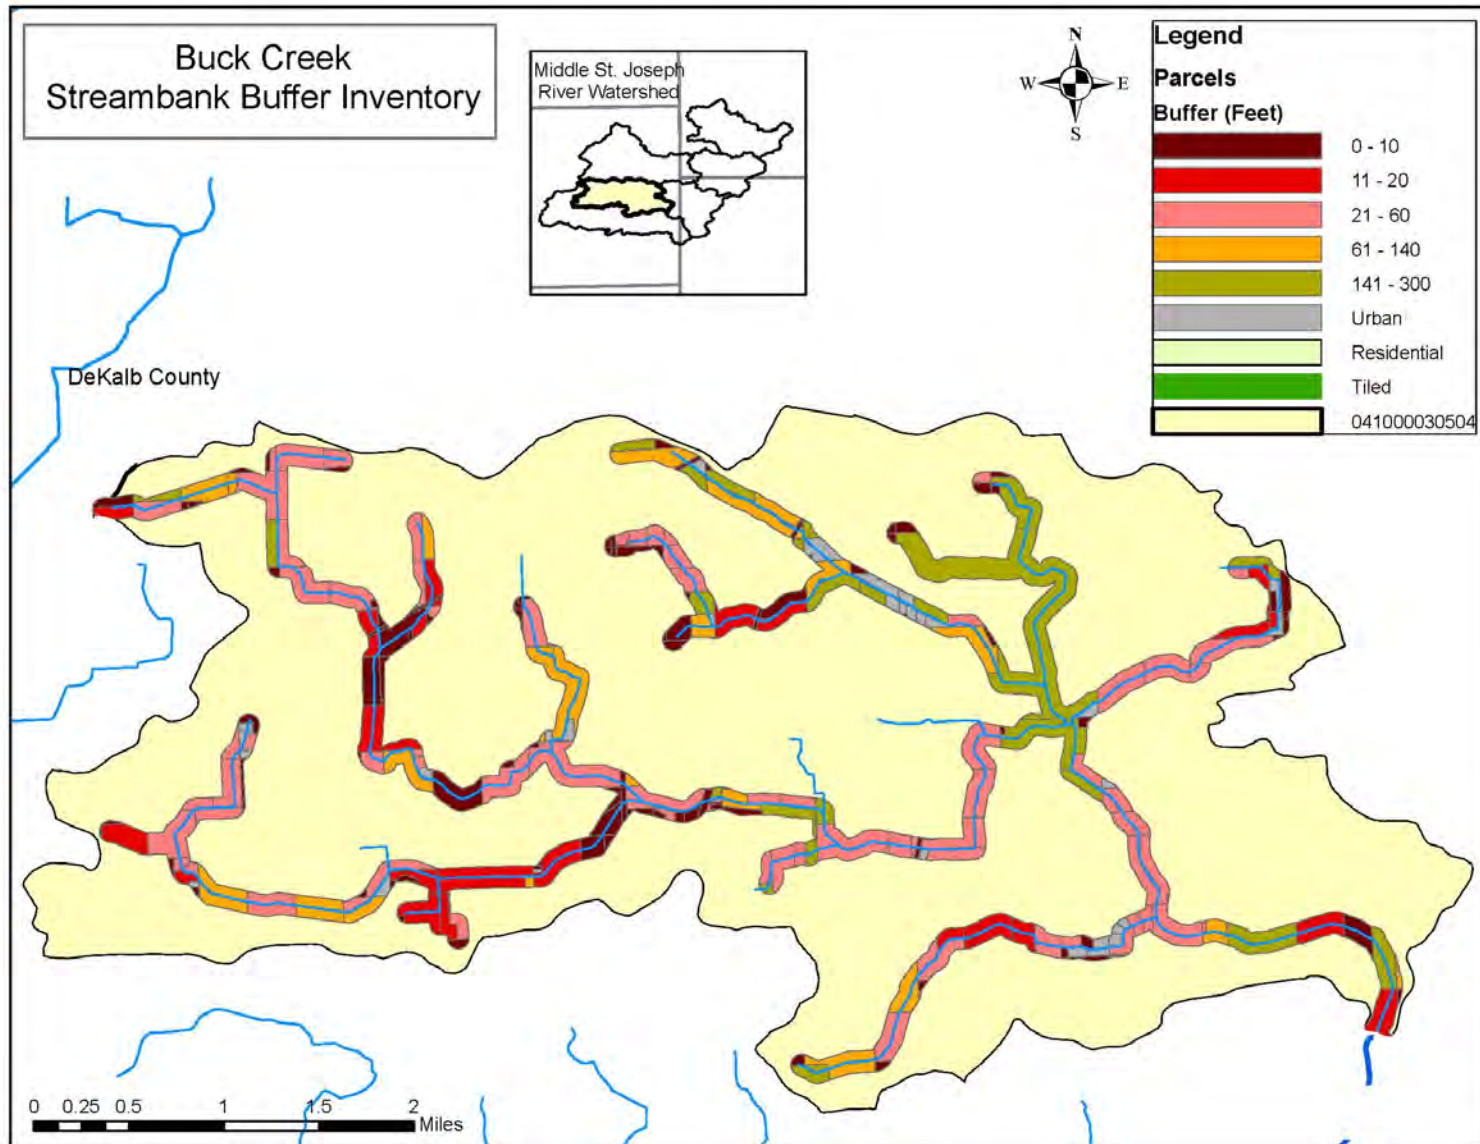 Buck Creek
Streambank Buffer Inventory
Middle St. Joseph
River Watershed
N
W
E
S
Legend
Parcels
Buffer (Feet)
0 - 10
11 - 20
21 - 60
61 - 140
141 - 300
Urban
Residential
Tiled
041000030504
DeKalb County
0 0.25 0.5 1 1.5 2
Miles